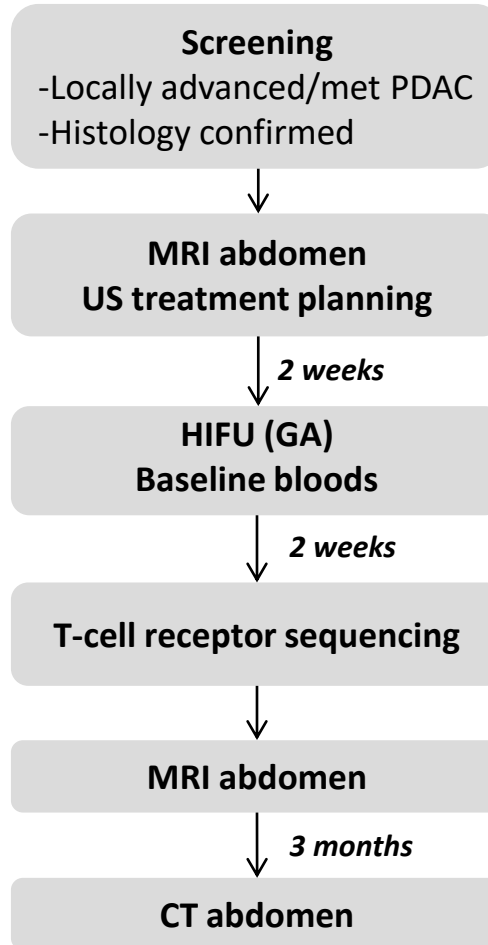 Screening
-Locally advanced/met PDAC
-Histology confirmed
MRI abdomen
US treatment planning
2 weeks
HIFU (GA)
Baseline bloods
2 weeks
T-cell receptor sequencing
MRI abdomen
3 months
CT abdomen